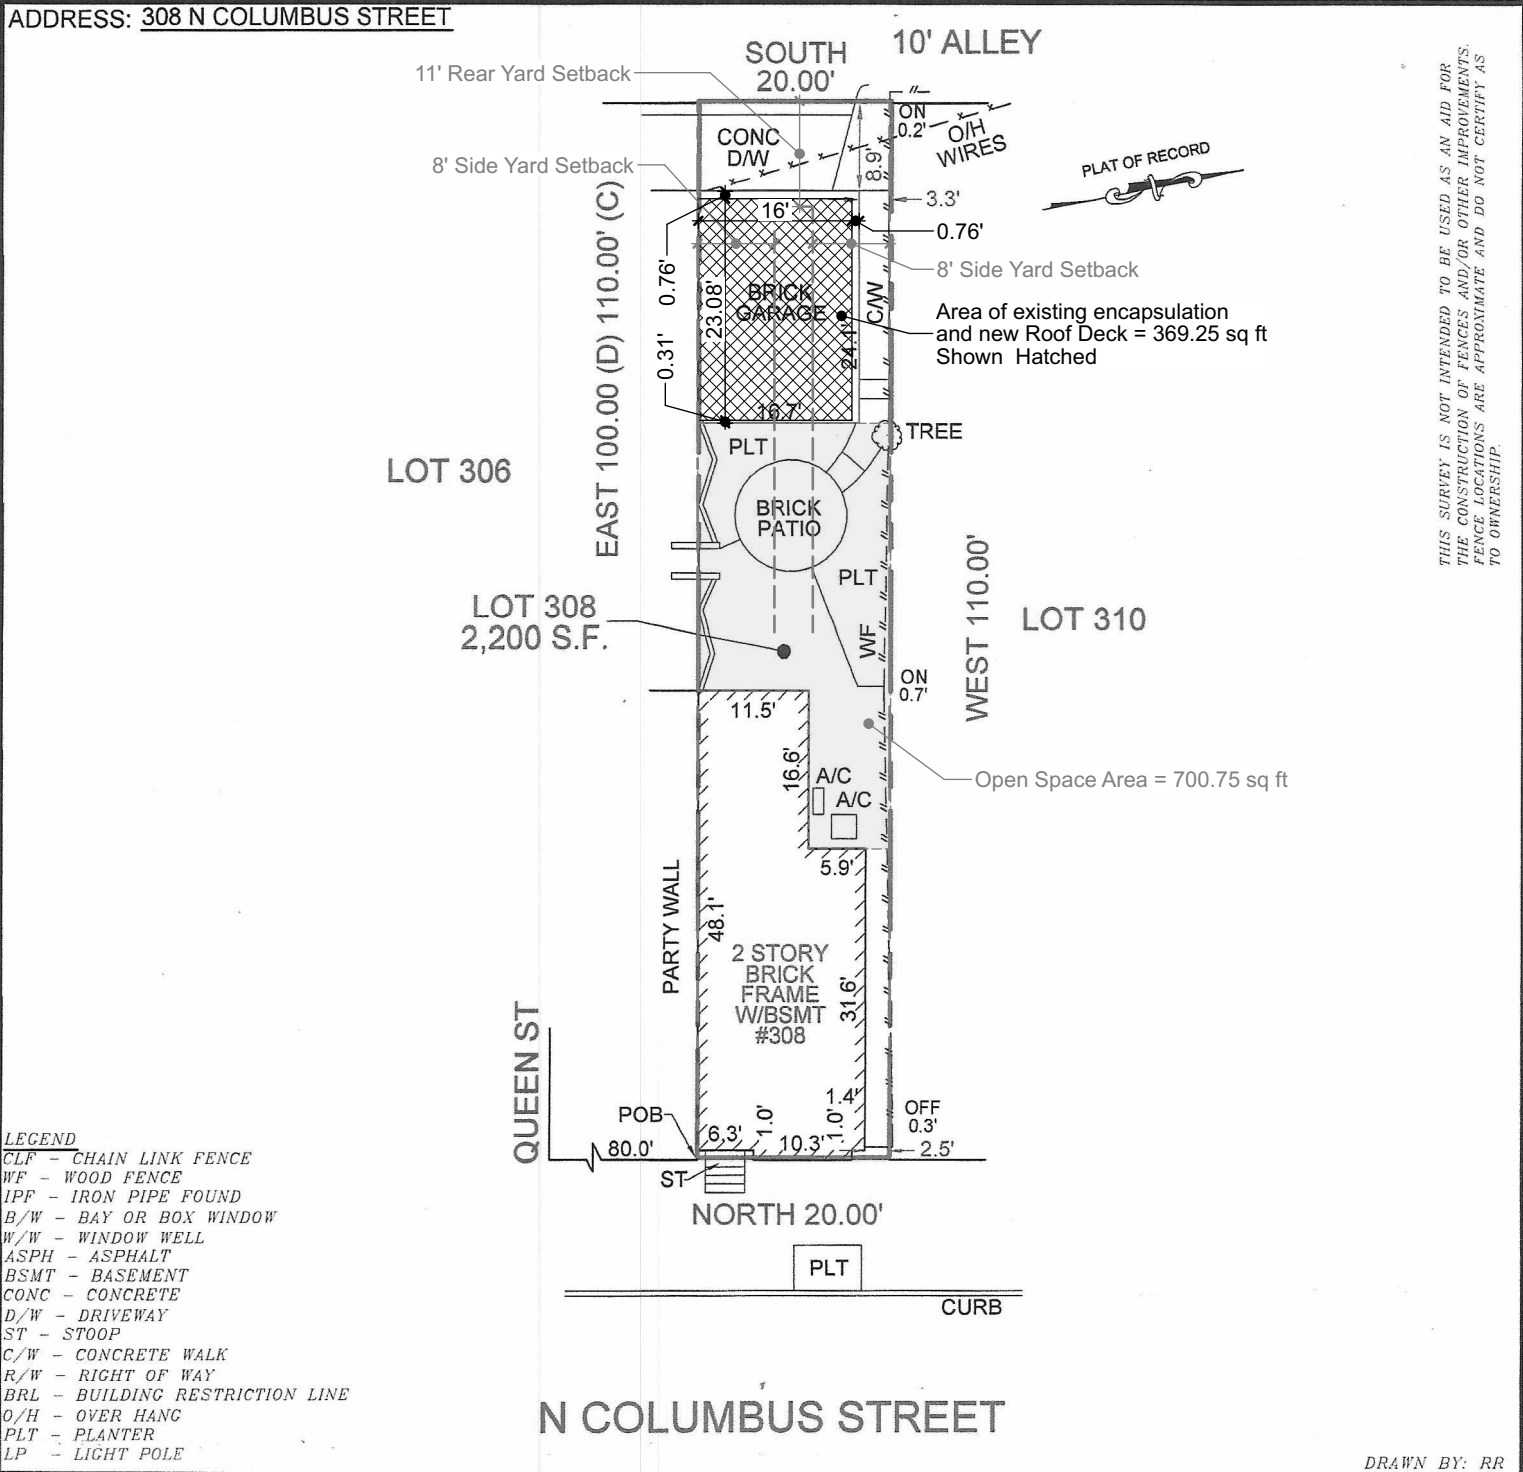 ADDRESS: 308 N COLUMBUS STREET
10' ALLEY
SOUTH
20.00'
11' Rear Yard Setback
ON
0.2'
O/H
WIRES
CONC
D/W
8.9'
8' Side Yard Setback
PLAT OF RECORD
3.3'
16'
0.76'
8' Side Yard Setback
EAST 100.00 (D) 110.00' (C)
0.76'
23.08'
0.31'
BRICK
GARAGE
24.1'
C/W
Area of existing encapsulation
and new Roof Deck = 369.25 sq ft
Shown Hatched
16.7'
PLT
TREE
LOT 306
BRICK
PATIO
PLT
LOT 308
2,200 S.F.
WF
WEST 110.00'
LOT 310
ON
0.7'
11.5'
16.6'
A/C
A/C
Open Space Area = 700.75 sq ft
5.9'
PARTY WALL
48.1'
2 STORY
BRICK
FRAME
W/BSMT
#308
31.6'
QUEEN ST
1.4'
POB
80.0'
6.3'
1.0'
10.3'
1.0'
OFF
0.3'
2.5'
ST
NORTH 20.00'
PLT
CURB
N COLUMBUS STREET
LEGEND
CLF - CHAIN LINK FENCE
WF - WOOD FENCE
IPF - IRON PIPE FOUND
B/W - BAY OR BOX WINDOW
W/W - WINDOW WELL
ASPH - ASPHALT
BSMT - BASEMENT
CONC - CONCRETE
D/W - DRIVEWAY
ST - STOOP
C/W - CONCRETE WALK
R/W - RIGHT OF WAY
BRL - BUILDING RESTRICTION LINE
O/H - OVER HANG
PLT - PLANTER
LP - LIGHT POLE
THIS SURVEY IS NOT INTENDED TO BE USED AS AN AID FOR
THE CONSTRUCTION OF FENCES AND/OR OTHER IMPROVEMENTS.
FENCE LOCATIONS ARE APPROXIMATE AND DO NOT CERTIFY AS
TO OWNERSHIP.
DRAWN BY: RR